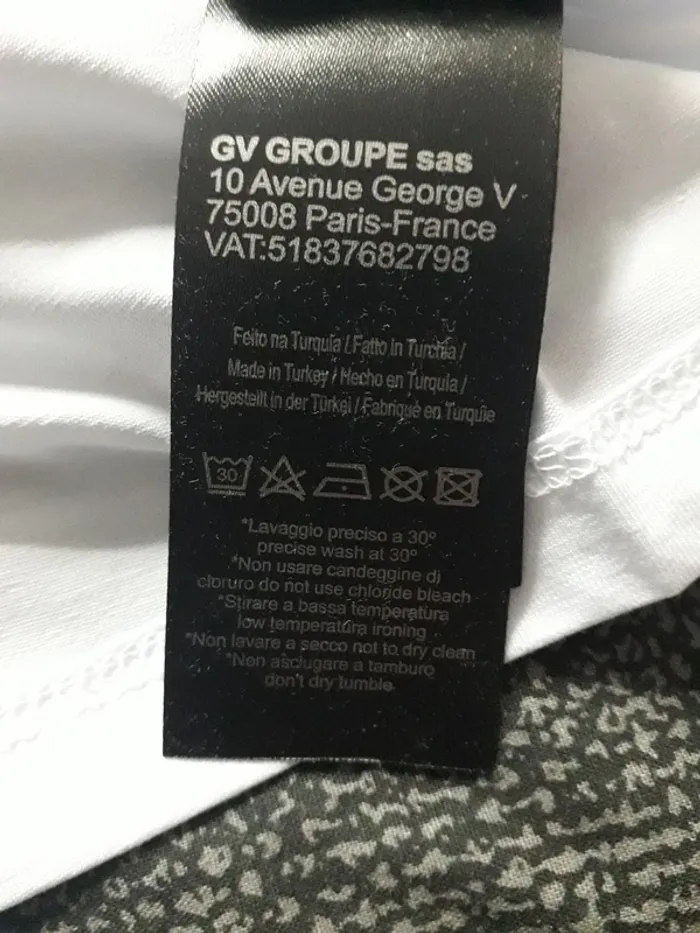 GV GROUPE sas
10 Avenue George V
75008 Paris-France
VAT:51837682798
Feito na Turquia / Fatto in Turchia /
Made in Turkey / Hecho en Turquia /
Hergestellt in der Türkei / Fabriqué en Turquie
30
*Lavaggio preciso a 30°
precise wash at 30°
*Non usare candeggine di
cloruro do not use chloride bleach
*Stirare a bassa temperatura
low temperatura ironing
*Non lavare a secco not to dry clean
*Nen asciugare a tamburo
don't dry tumble